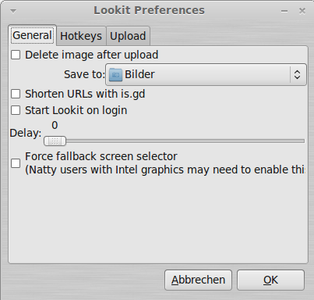 Lookit Preferences
General Hotkeys Upload
Delete image after upload
Save to: Bilder
Shorten URLs with is.gd
Start Lookit on login
0
Delay:
Force fallback screen selector
(Natty users with Intel graphics may need to enable thi
Abbrechen OK